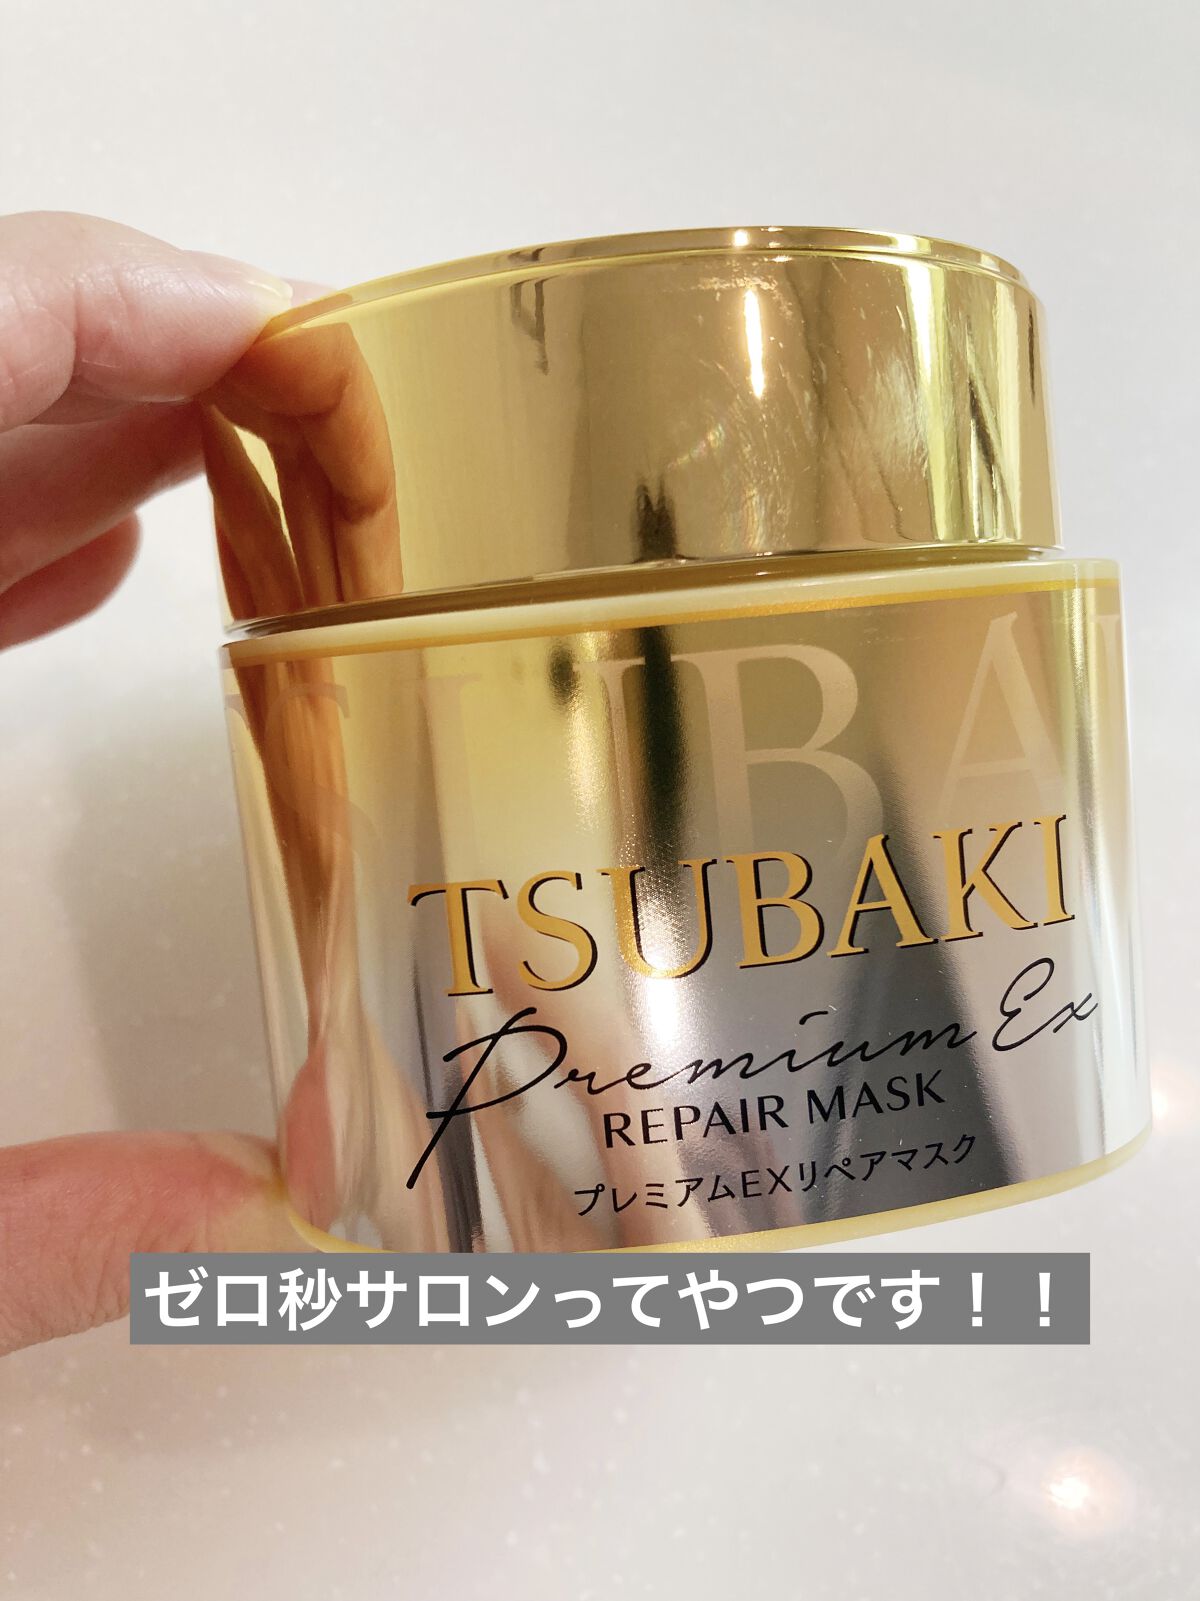 TSUBAKI
TSUBAKI
Premium Ex
REPAIR MASK
プレミアムEXリペアマスク
ゼロ秒サロンってやつです！！